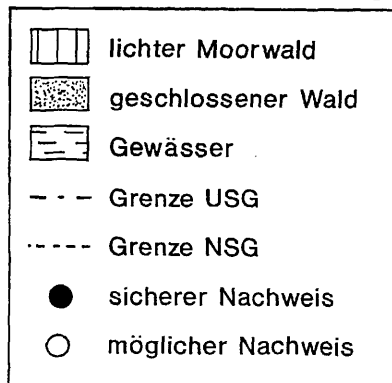 lichter Moorwald
geschlossener Wald
Gewässer
Grenze USG
Grenze NSG
sicherer Nachweis
möglicher Nachweis